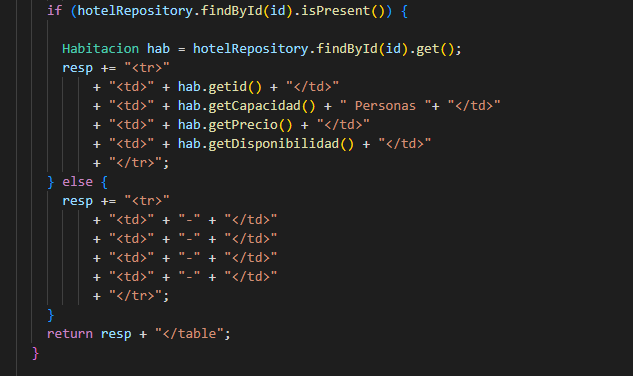 if (hotelRepository.findById(id).isPresent()) {
Habitacion hab = hotelRepository.findById(id).get();
resp += "<tr>"
+ "<td>" + hab.getid() + "</td>"
+ "<td>" + hab.getCapacidad() + " Personas "+ "</td>"
+ "<td>" + hab.getPrecio() + "</td>"
+ "<td>" + hab.getDisponibilidad() + "</td>"
+ "</tr>";
} else {
resp += "<tr>"
+ "<td>" + "-" + "</td>"
+ "<td>" + "-" + "</td>"
+ "<td>" + "-" + "</td>"
+ "<td>" + "-" + "</td>"
+ "</tr>";
}
return resp + "</table";
}